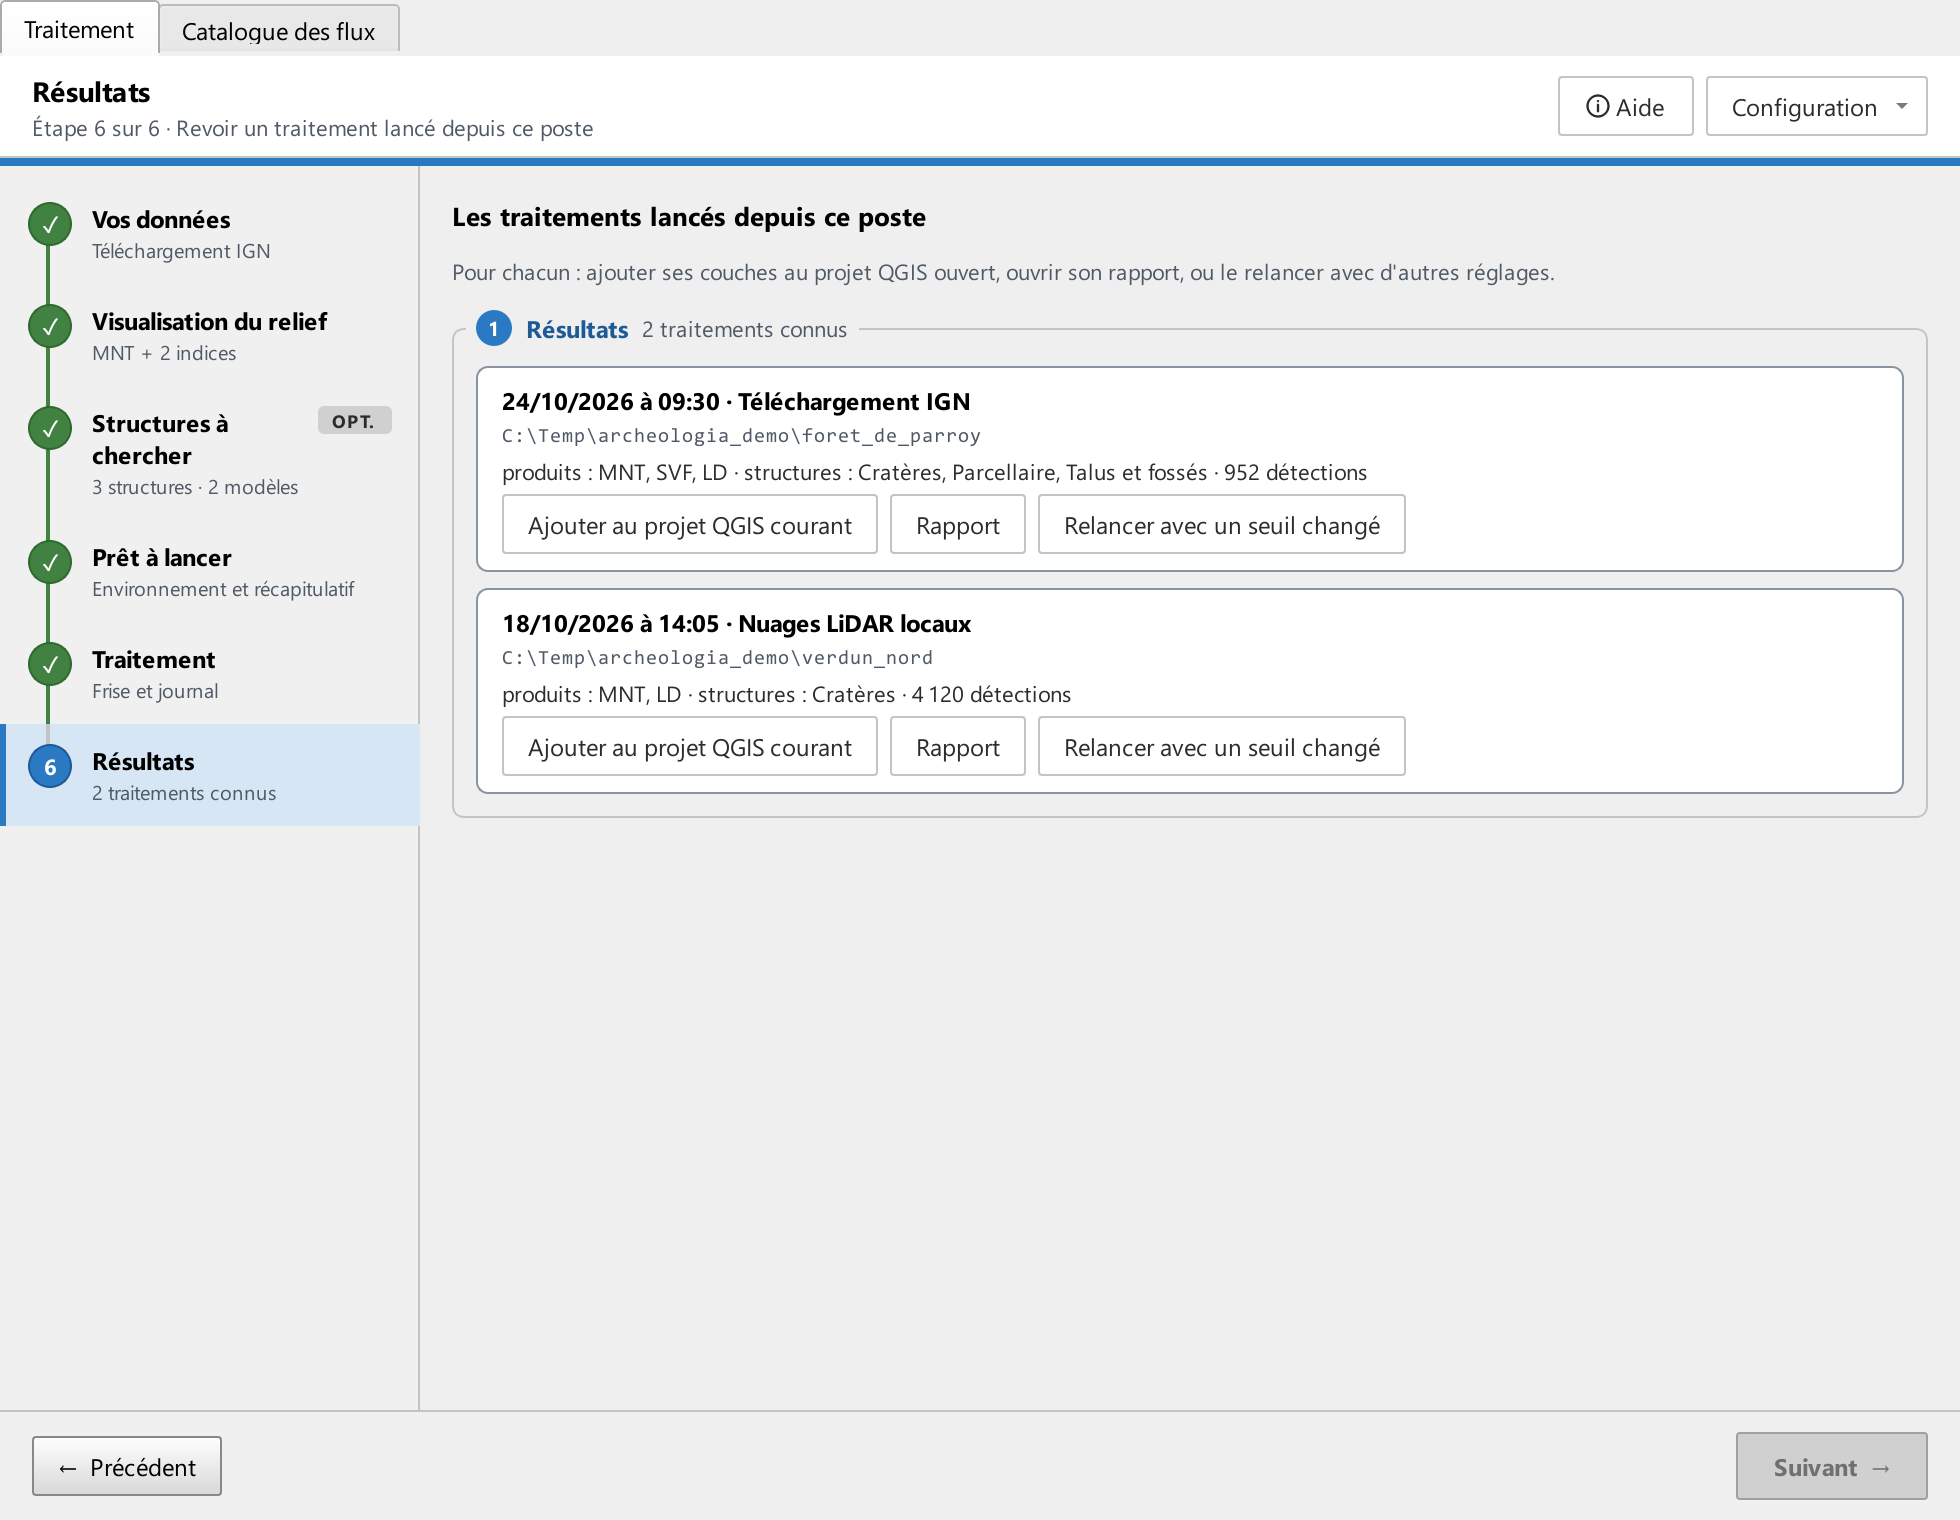 Traitement
Catalogue des flux
Résultats
Étape 6 sur 6 · Revoir un traitement lancé depuis ce poste
Aide
Configuration
✓
Vos données
Téléchargement IGN
✓
Visualisation du relief
MNT + 2 indices
✓
Structures à
chercher
OPT.
3 structures · 2 modèles
✓
Prêt à lancer
Environnement et récapitulatif
✓
Traitement
Frise et journal
6
Résultats
2 traitements connus
Les traitements lancés depuis ce poste
Pour chacun : ajouter ses couches au projet QGIS ouvert, ouvrir son rapport, ou le relancer avec d'autres réglages.
1 Résultats 2 traitements connus
24/10/2026 à 09:30 · Téléchargement IGN
C:\Temp\archeologia_demo\foret_de_parroy
produits : MNT, SVF, LD · structures : Cratères, Parcellaire, Talus et fossés · 952 détections
Ajouter au projet QGIS courant
Rapport
Relancer avec un seuil changé
18/10/2026 à 14:05 · Nuages LiDAR locaux
C:\Temp\archeologia_demo\verdun_nord
produits : MNT, LD · structures : Cratères · 4 120 détections
Ajouter au projet QGIS courant
Rapport
Relancer avec un seuil changé
← Précédent
Suivant →